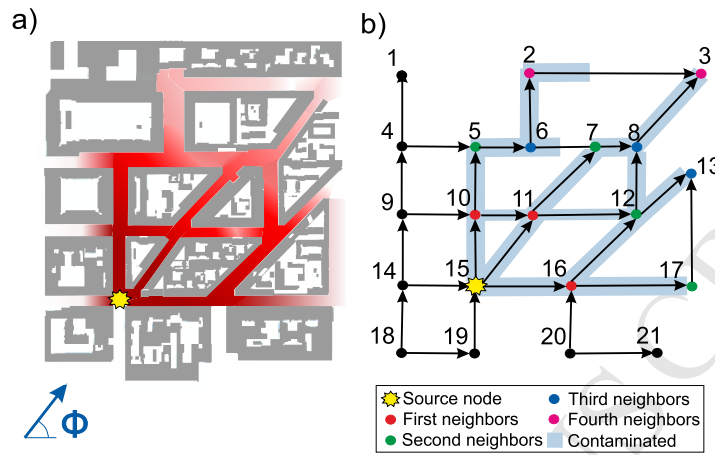 a)
b)
1
2
3
4
5
6
7
8
13
9
10
11
12
14
15
16
17
18
19
20
21
Φ
Source node
Third neighbors
First neighbors
Fourth neighbors
Second neighbors
Contaminated